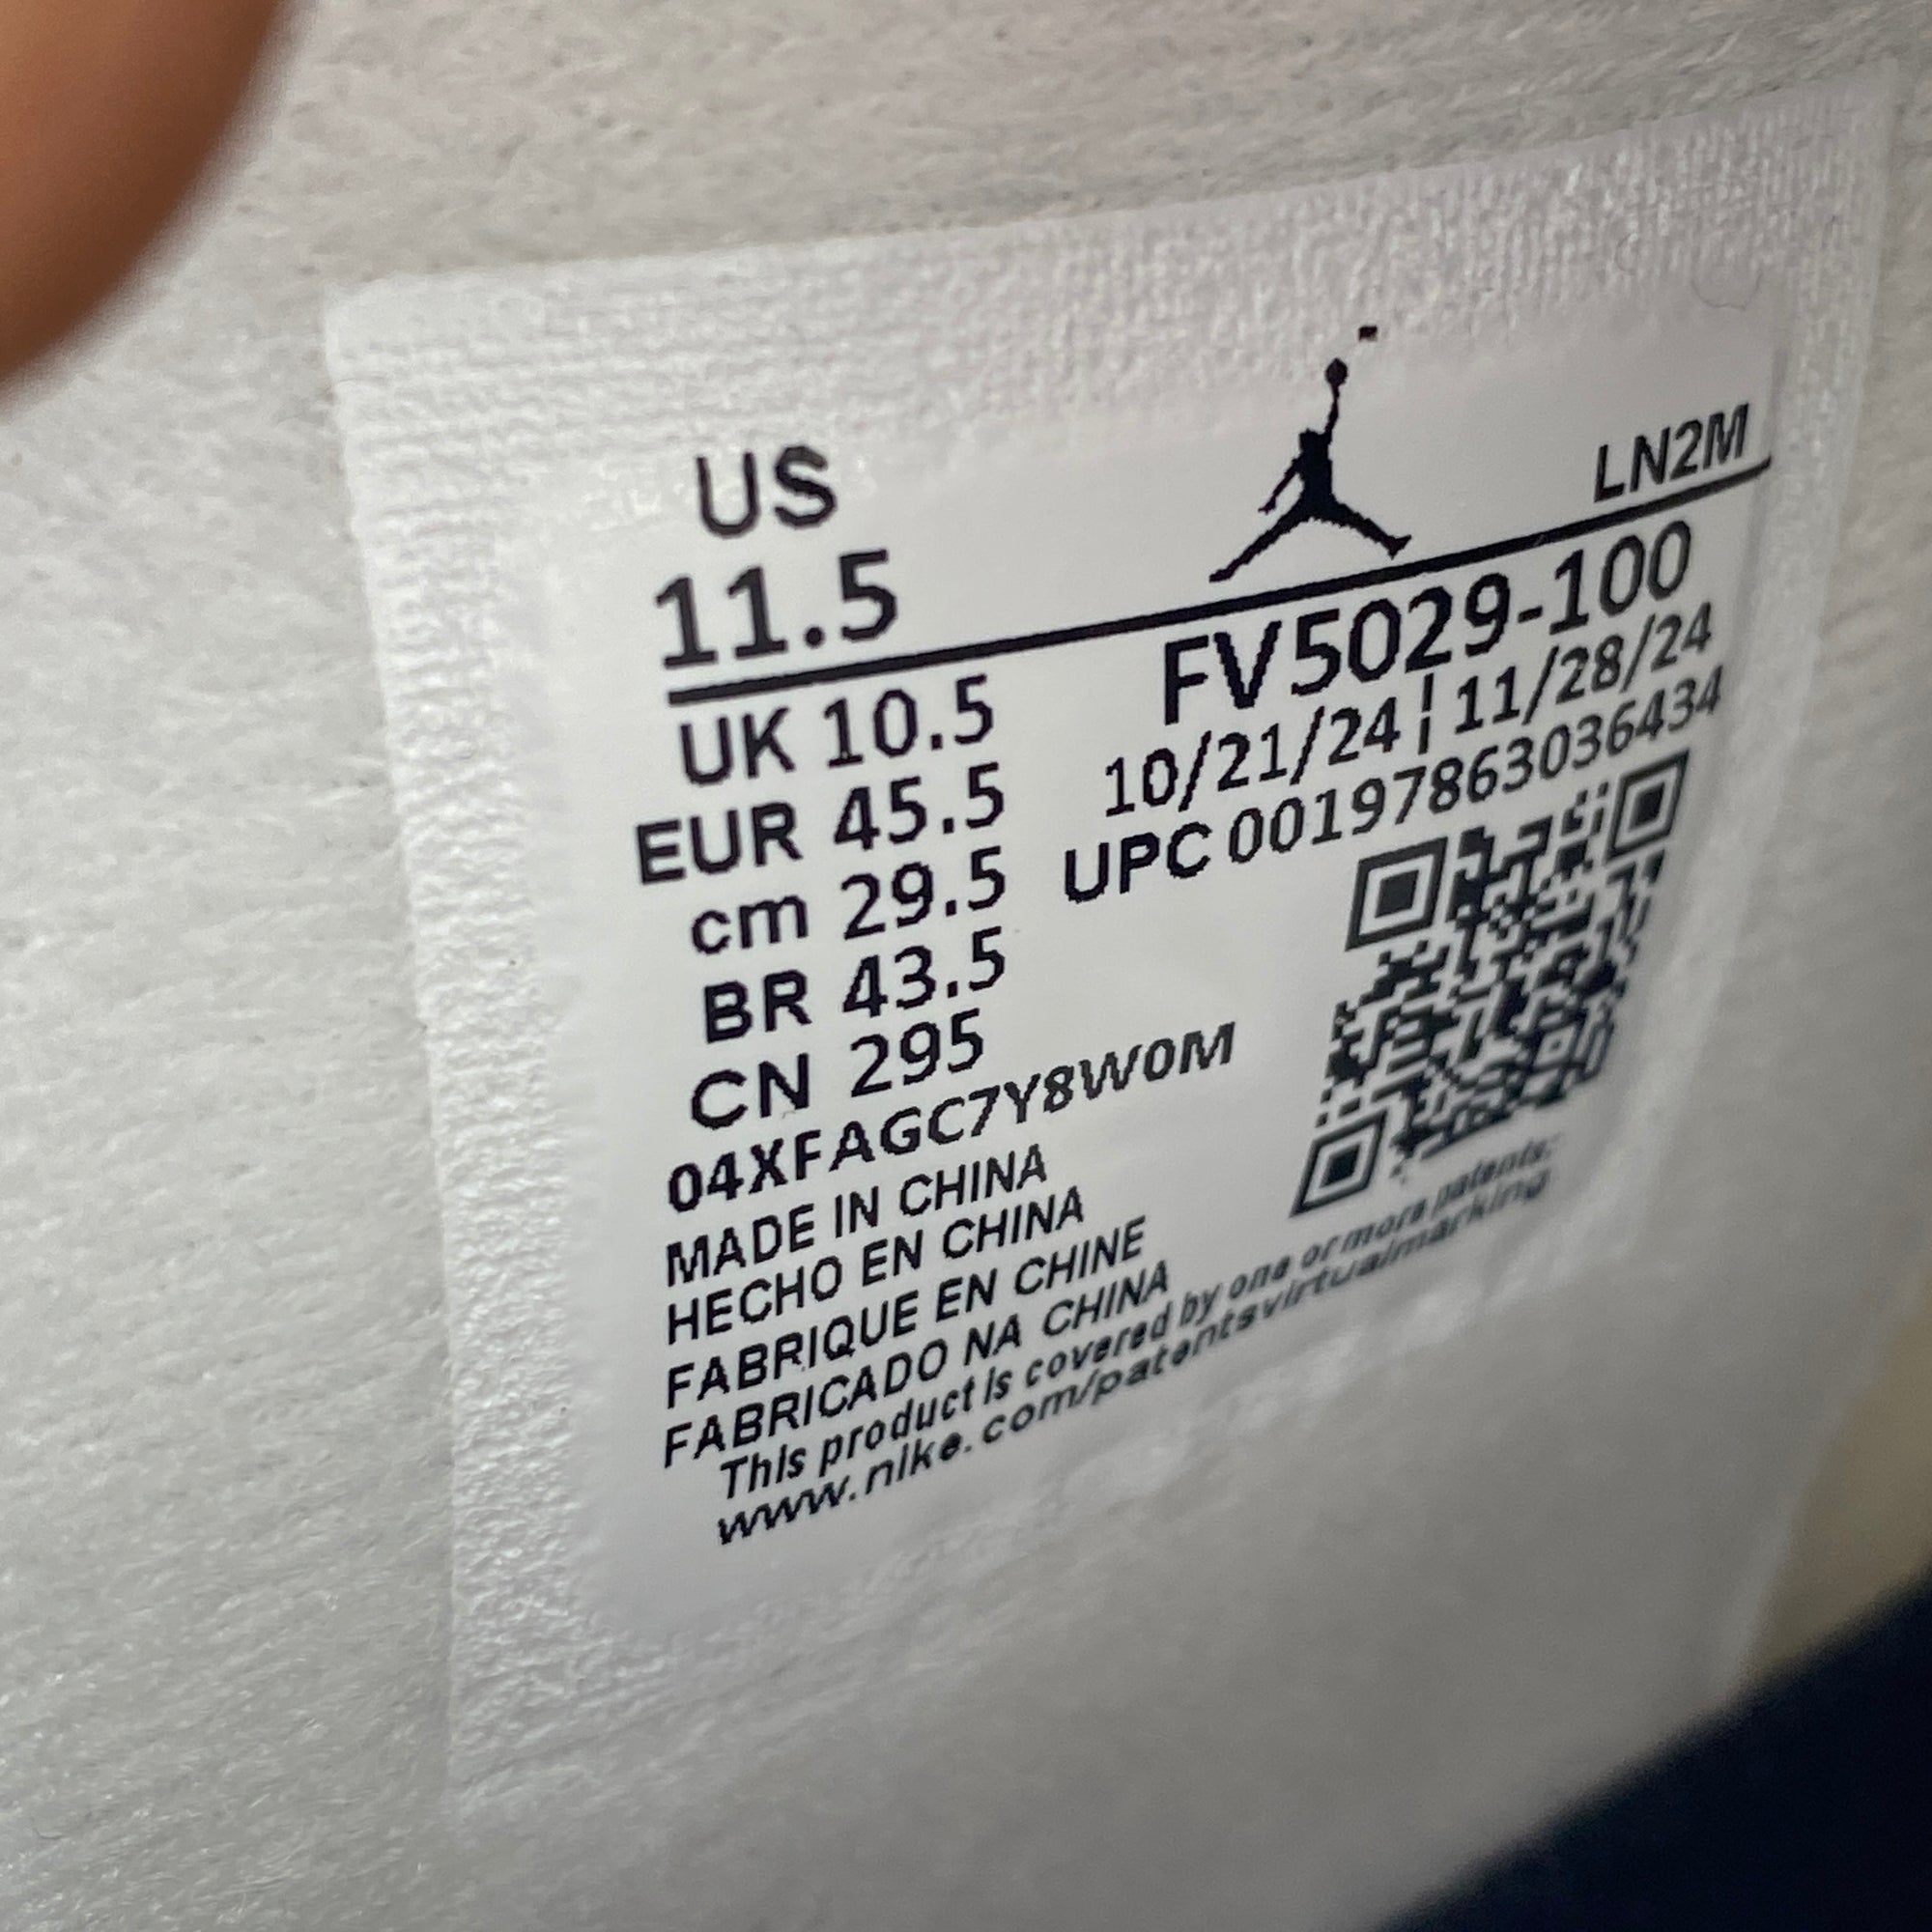 US
11.5
LN2M
UK 10.5
EUR 45.5
cm 29.5
BR 43.5
CN 295
FV5029-100
10/21/24¦11/28/24
UPC 00197863036434
04XFAGC7Y8W0M
MADE IN CHINA
HECHO EN CHINA
FABRIQUE EN CHINE
FABRICADO NA CHINA
This product is covered by one or more patents:
www.nike.com/patentsvirtualmarking